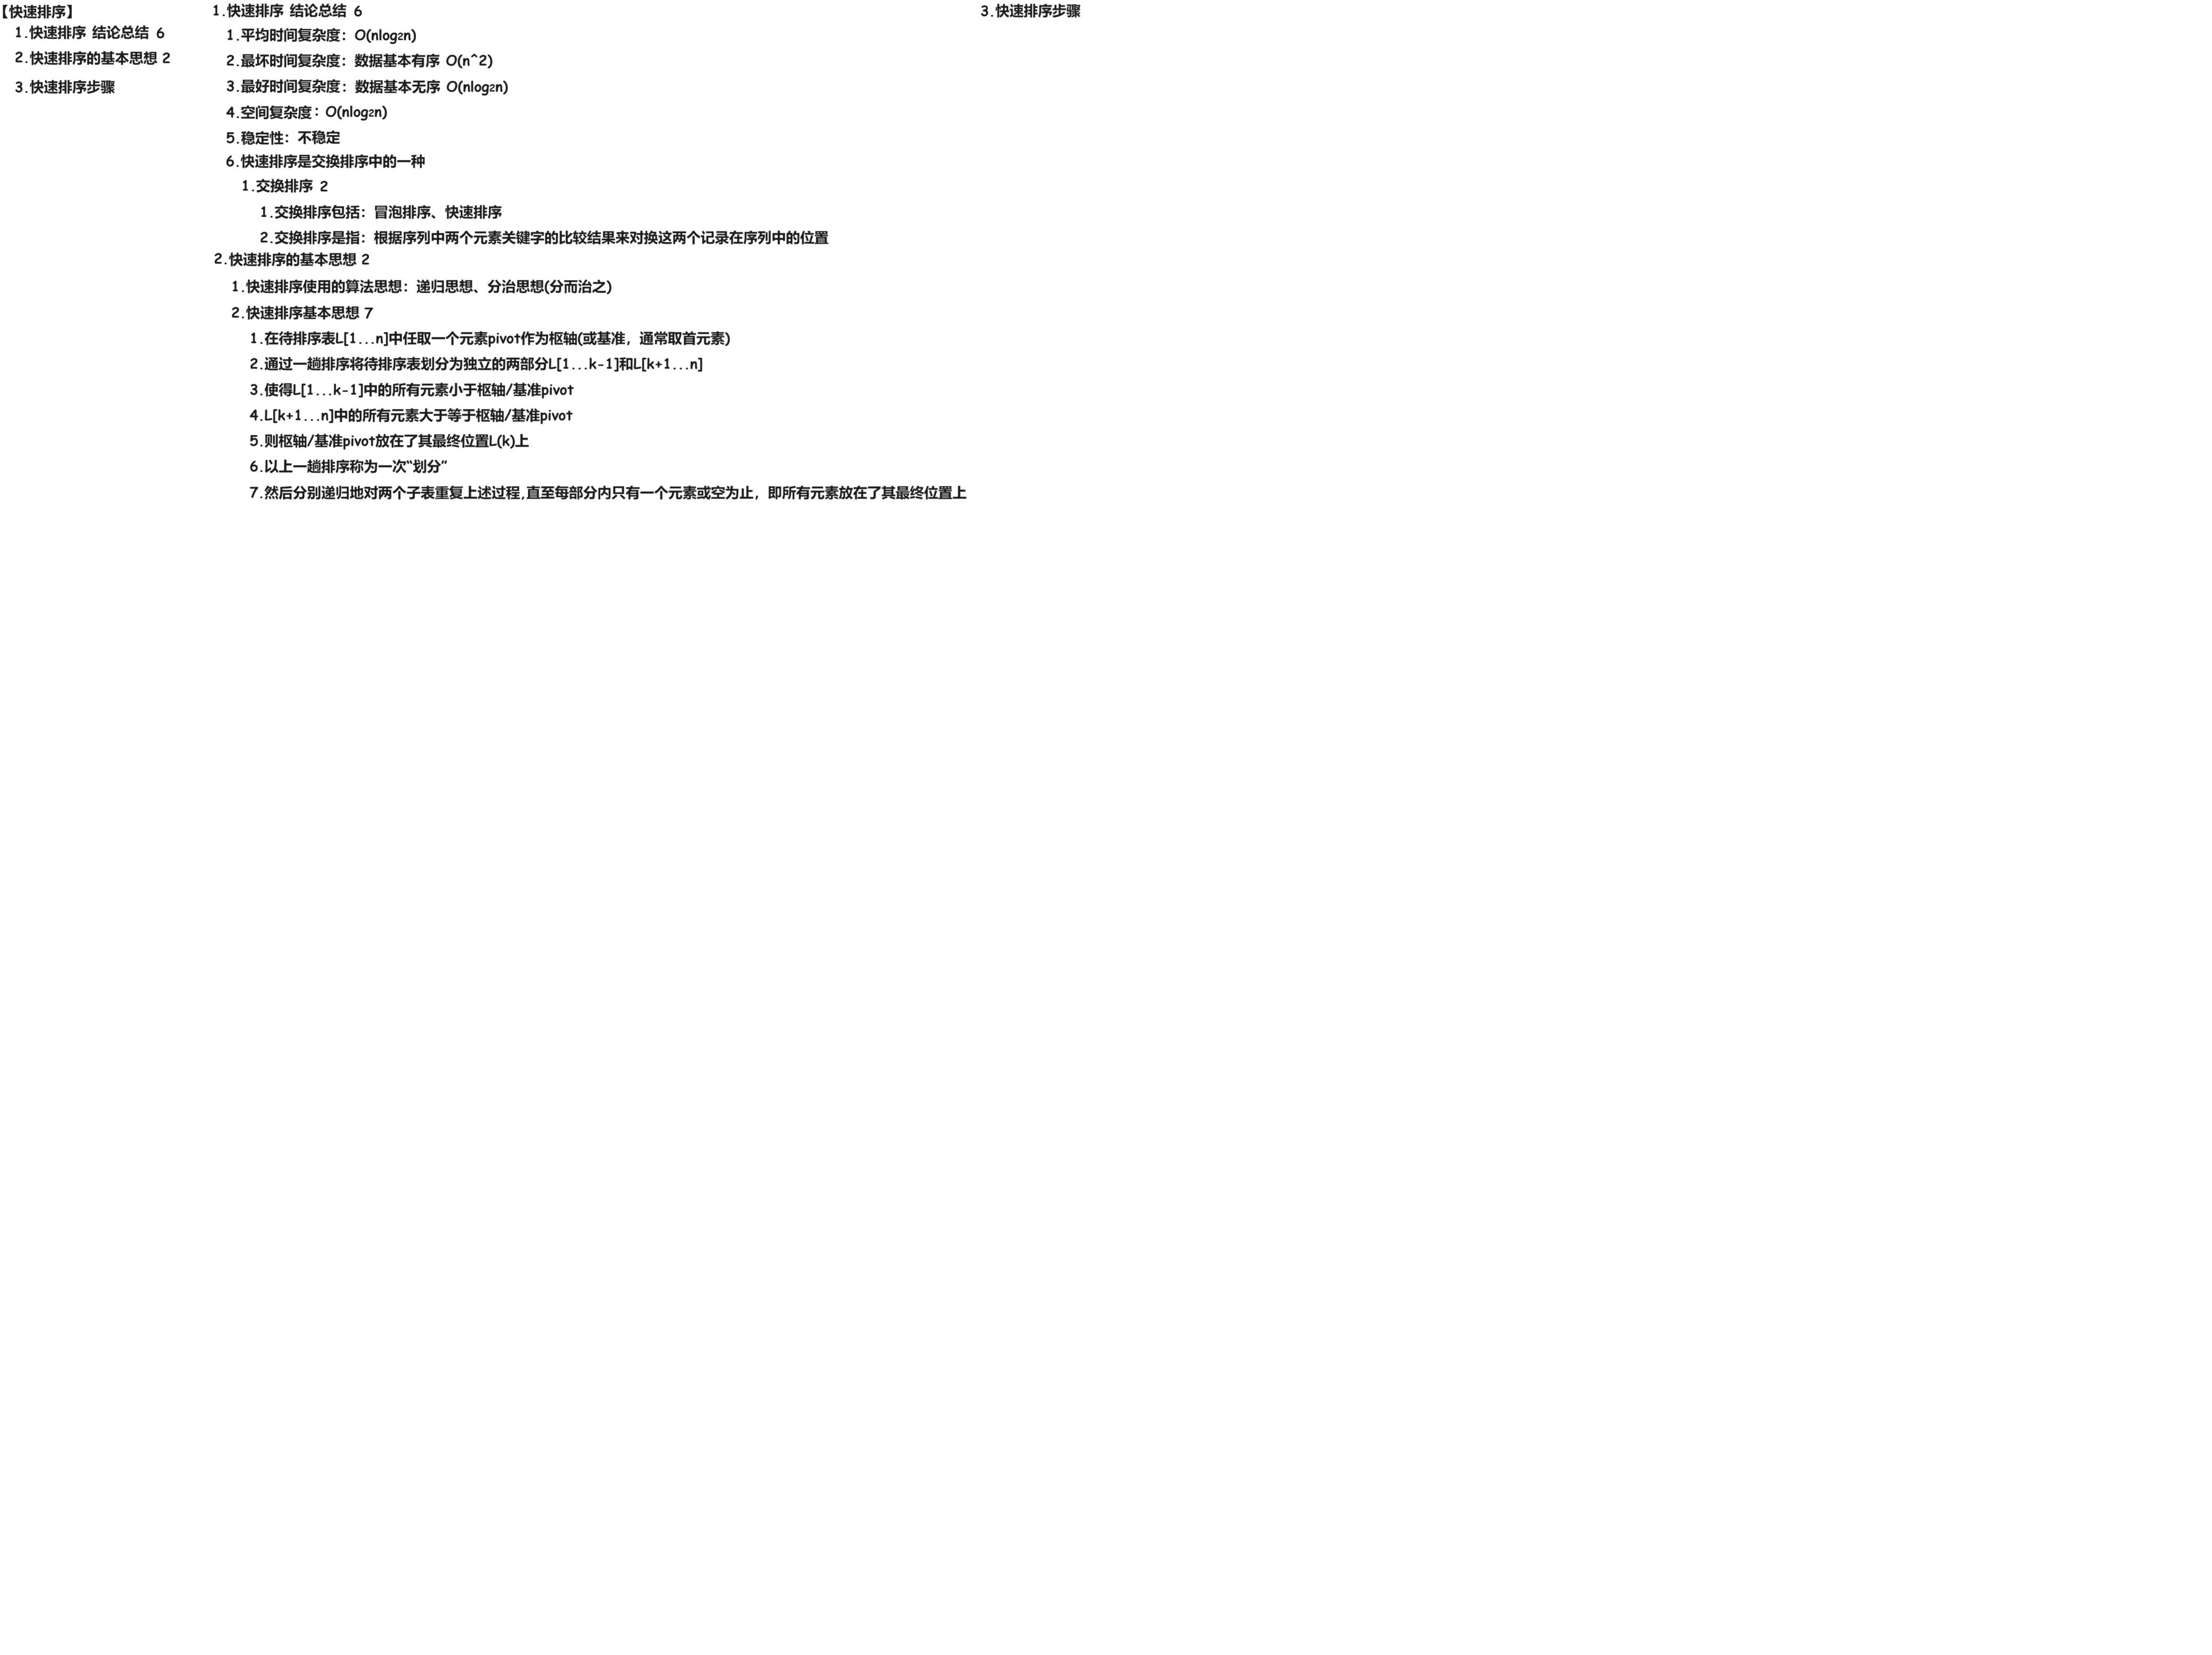 【快速排序】
1.快速排序 结论总结 6
2.快速排序的基本思想 2
3.快速排序步骤
1.快速排序 结论总结 6
1.平均时间复杂度：O(nlog2n)
2.最坏时间复杂度：数据基本有序 O(n^2)
3.最好时间复杂度：数据基本无序 O(nlog2n)
4.空间复杂度：O(nlog2n)
5.稳定性：不稳定
6.快速排序是交换排序中的一种
1.交换排序 2
1.交换排序包括：冒泡排序、快速排序
2.交换排序是指：根据序列中两个元素关键字的比较结果来对换这两个记录在序列中的位置
2.快速排序的基本思想 2
1.快速排序使用的算法思想：递归思想、分治思想(分而治之)
2.快速排序基本思想 7
1.在待排序表L[1...n]中任取一个元素pivot作为枢轴(或基准，通常取首元素)
2.通过一趟排序将待排序表划分为独立的两部分L[1...k-1]和L[k+1...n]
3.使得L[1...k-1]中的所有元素小于枢轴/基准pivot
4.L[k+1...n]中的所有元素大于等于枢轴/基准pivot
5.则枢轴/基准pivot放在了其最终位置L(k)上
6.以上一趟排序称为一次“划分”
7.然后分别递归地对两个子表重复上述过程,直至每部分内只有一个元素或空为止，即所有元素放在了其最终位置上
3.快速排序步骤